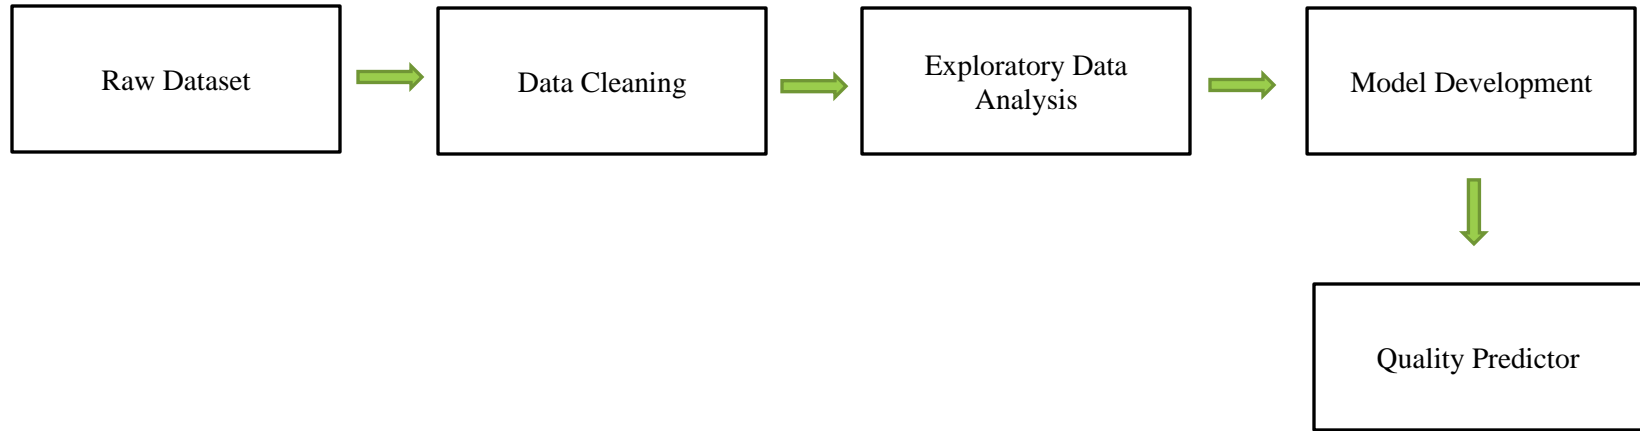 Raw Dataset
Data Cleaning
Exploratory Data
Analysis
Model Development
Quality Predictor